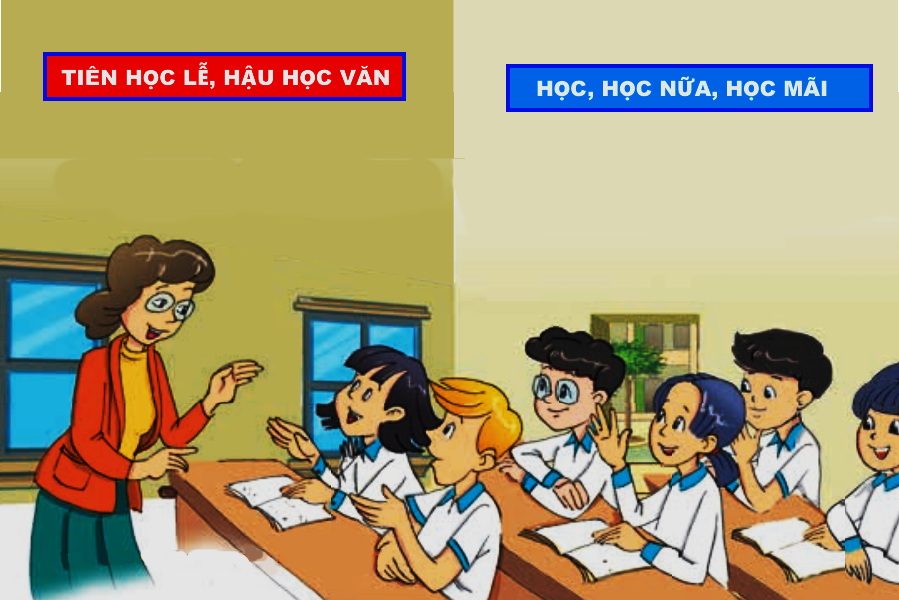 TIÊN HỌC LỄ, HẬU HỌC VĂN
HỌC, HỌC NỮA, HỌC MÃI